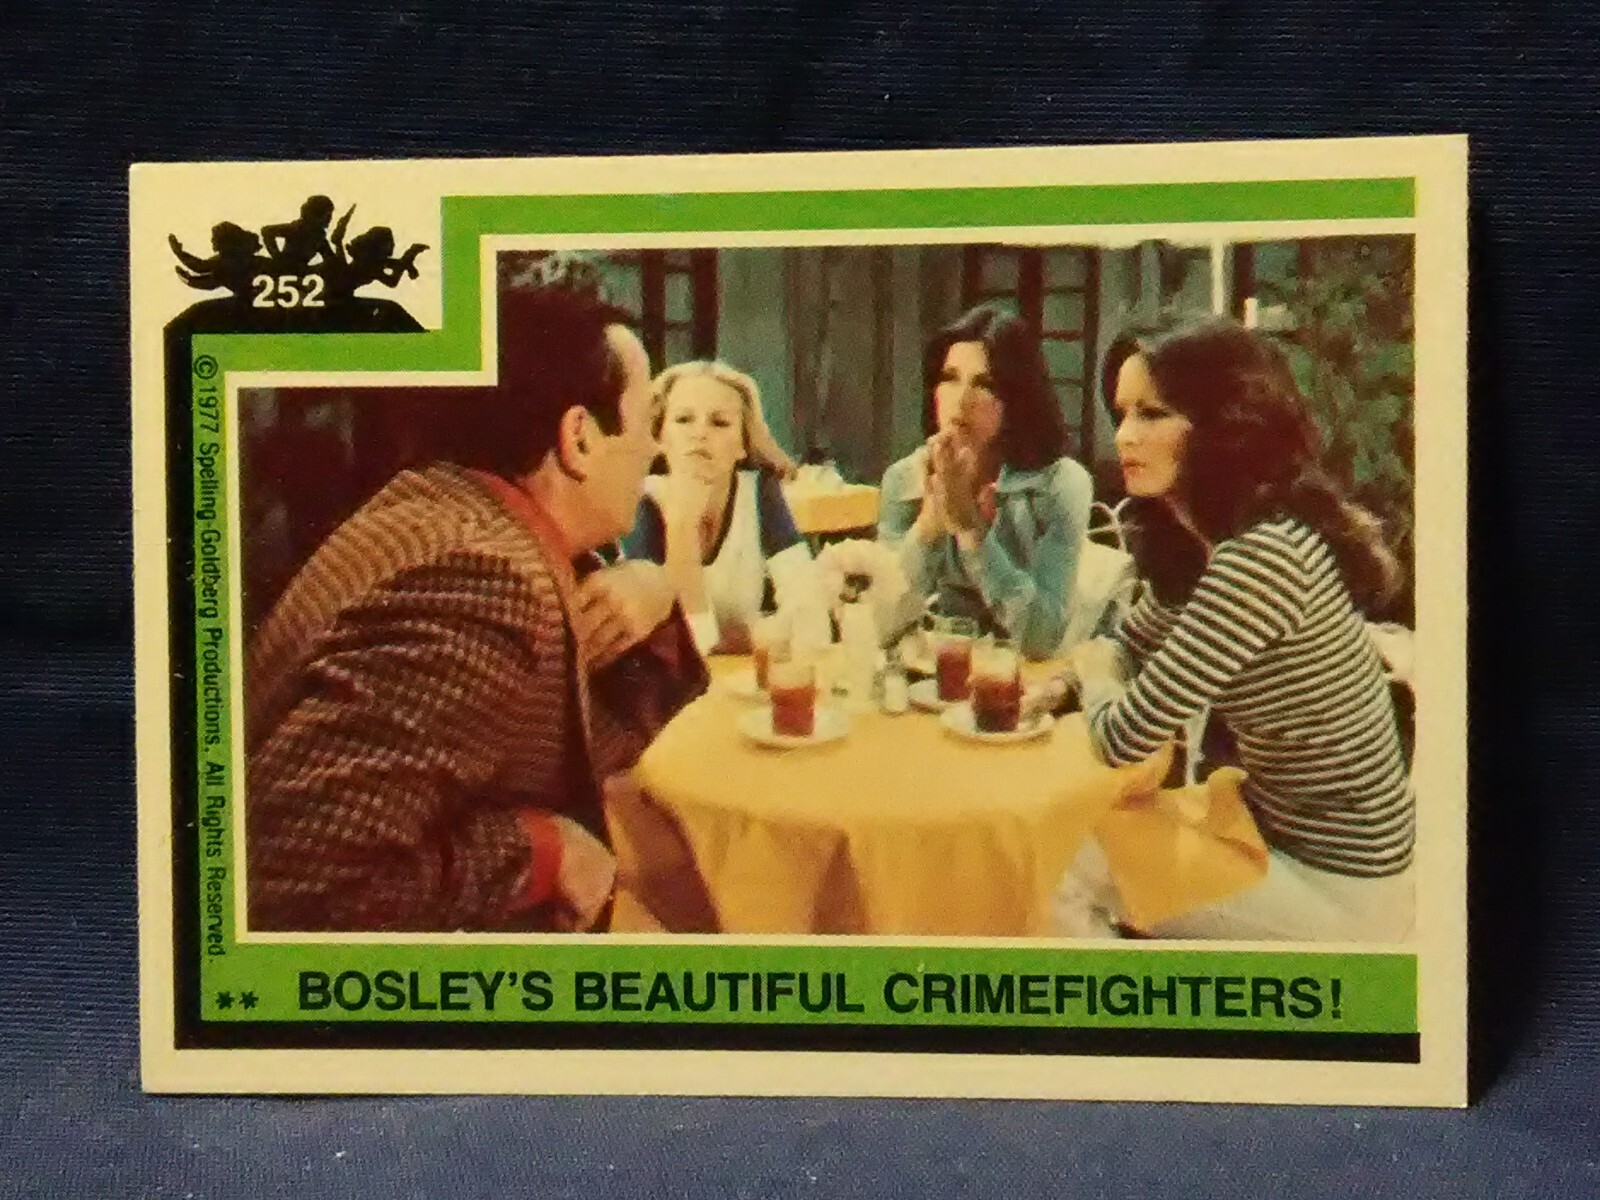 252
© 1977 Spelling-Goldberg Productions. All Rights Reserved.
** BOSLEY'S BEAUTIFUL CRIMEFIGHTERS!